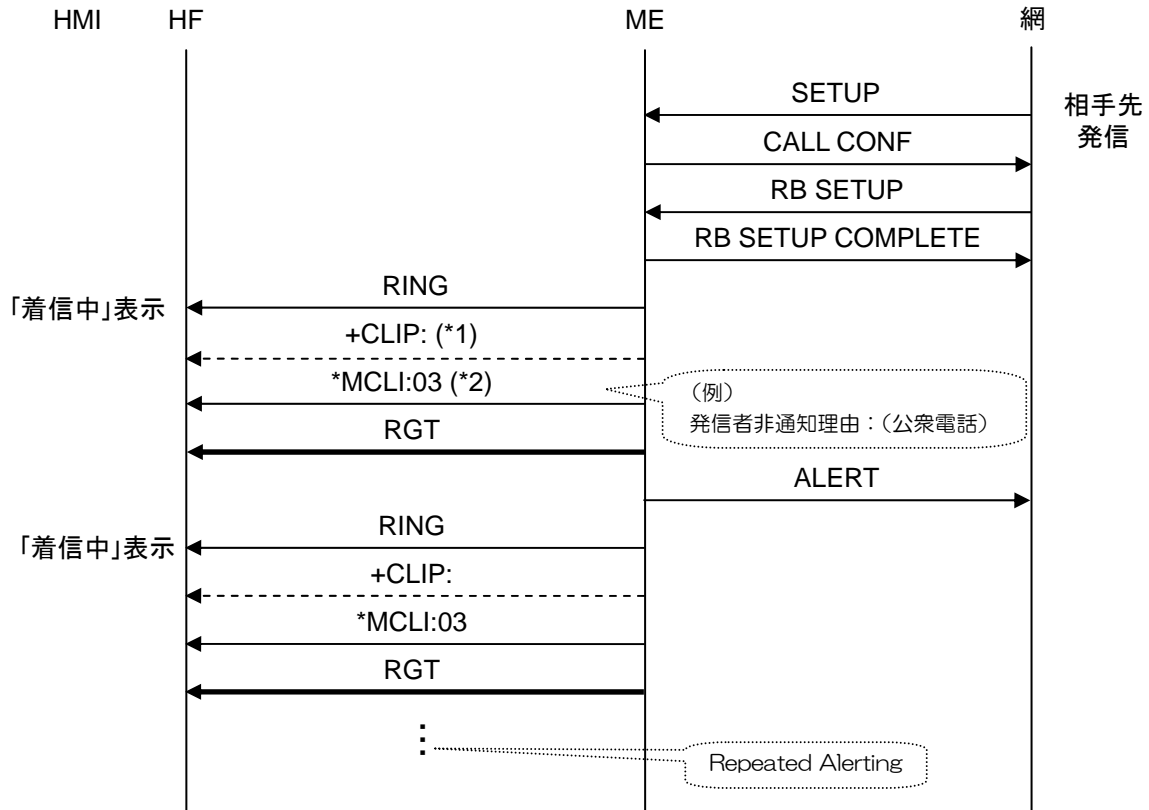 HMI HF ME 網
SETUP
相手先
発信
CALL CONF
RB SETUP
RB SETUP COMPLETE
RING
「着信中」表示
+CLIP: (*1)
*MCLI:03 (*2)
(例)
発信者非通知理由：(公衆電話)
RGT
ALERT
RING
「着信中」表示
+CLIP:
*MCLI:03
RGT
⋮
Repeated Alerting